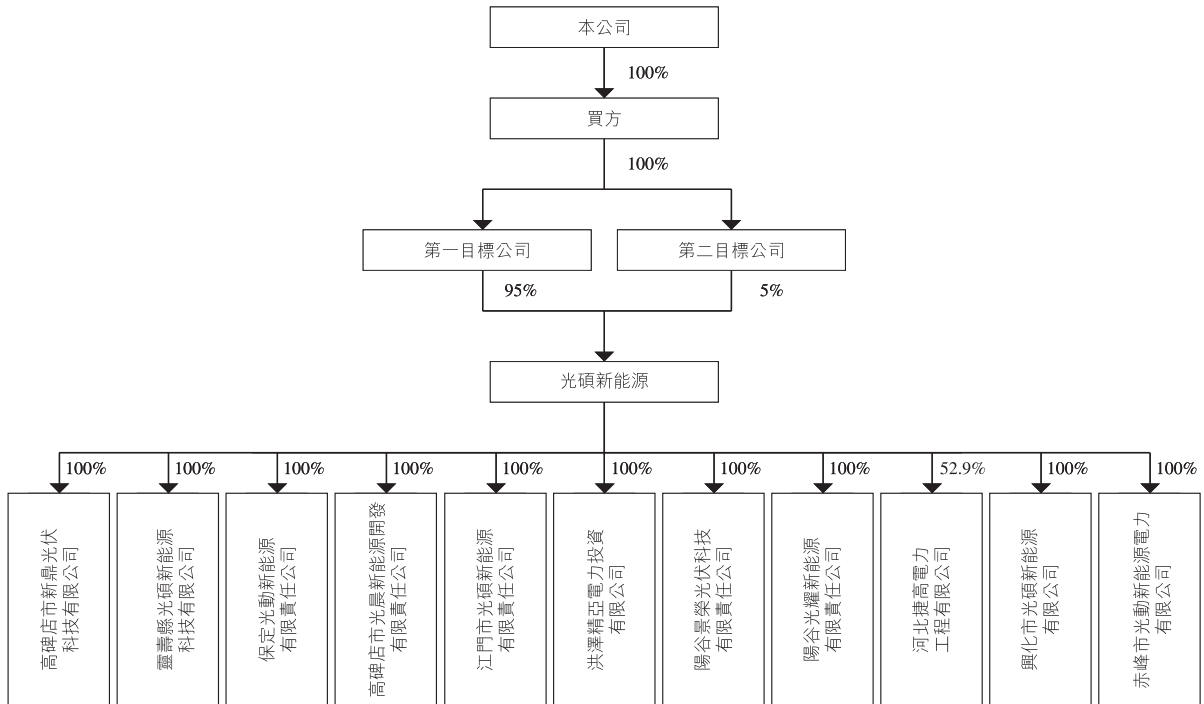 本公司
100%
買方
100%
第一目標公司
第二目標公司
95%
5%
光碩新能源
100%
100%
100%
100%
100%
100%
100%
100%
52.9%
100%
100%
高碑店市新鼎光伏
科技有限公司
靈壽縣光碩新能源
科技有限公司
保定光動新能源
有限責任公司
高碑店市光晨新能源開發
有限責任公司
江門市光碩新能源
有限責任公司
洪澤精亞電力投資
有限公司
陽谷景榮光伏科技
有限責任公司
陽谷光耀新能源
有限責任公司
河北捷高電力
工程有限公司
興化市光碩新能源
有限公司
赤峰市光動新能源電力
有限公司